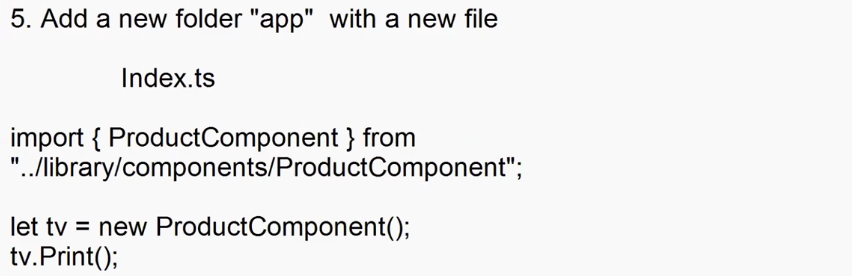 5. Add a new folder "app"  with a new file
Index.ts
import { ProductComponent } from
"../library/components/ProductComponent";
let tv = new ProductComponent();
tv.Print();